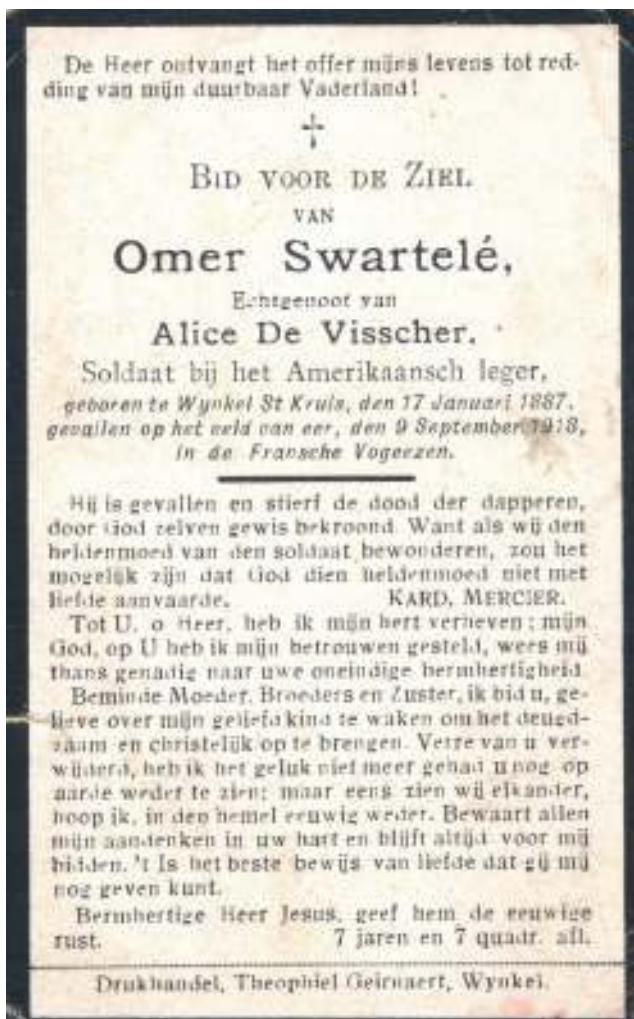 De Heer ontvangt het offer mijns levens tot red-
ding van mijn duurbaar Vaderland!
BID VOOR DE ZIEL
VAN
Omer Swartelé,
Echtgenoot van
Alice De Visscher.
Soldaat bij het Amerikaansch leger,
geboren te Wynkel St Kruis, den 17 Januari 1887,
gevallen op het veld van eer, den 9 September 1918,
in de Fransche Vogeezen.
Hij is gevallen en stierf de dood der dapperen,
door God zelven gewis bekroond. Want als wij den
heldenmoed van den soldaat bewonderen, zou het
mogelijk zijn dat God dien heldenmoed niet met
liefde aanvaarde. KARD. MERCIER.
Tot U, o Heer, heb ik mijn hert verheven; mijn
God, op U heb ik mijn betrouwen gesteld, wees mij
thans genadig naar uwe oneindige bermhertigheid.
Beminde Moeder, Broeders en Zuster, ik bid u, ge-
lieve over mijn geliefd kind te waken om het deugd-
zaam en christelijk op te brengen. Verre van u ver-
wijderd, heb ik het geluk niet meer gehad u nog op
aarde weder te zien; maar eens zien wij elkander,
hoop ik, in den hemel eeuwig weder. Bewaart allen
mijn aandenken in uw hart en blijft altijd voor mij
bidden. 't Is het beste bewijs van liefde dat gij mij
nog geven kunt.
Bermhertige Heer Jesus, geef hem de eeuwige
rust. 7 jaren en 7 quadr. afl.
Drukhandel, Theophiel Geirnaert, Wynkel.